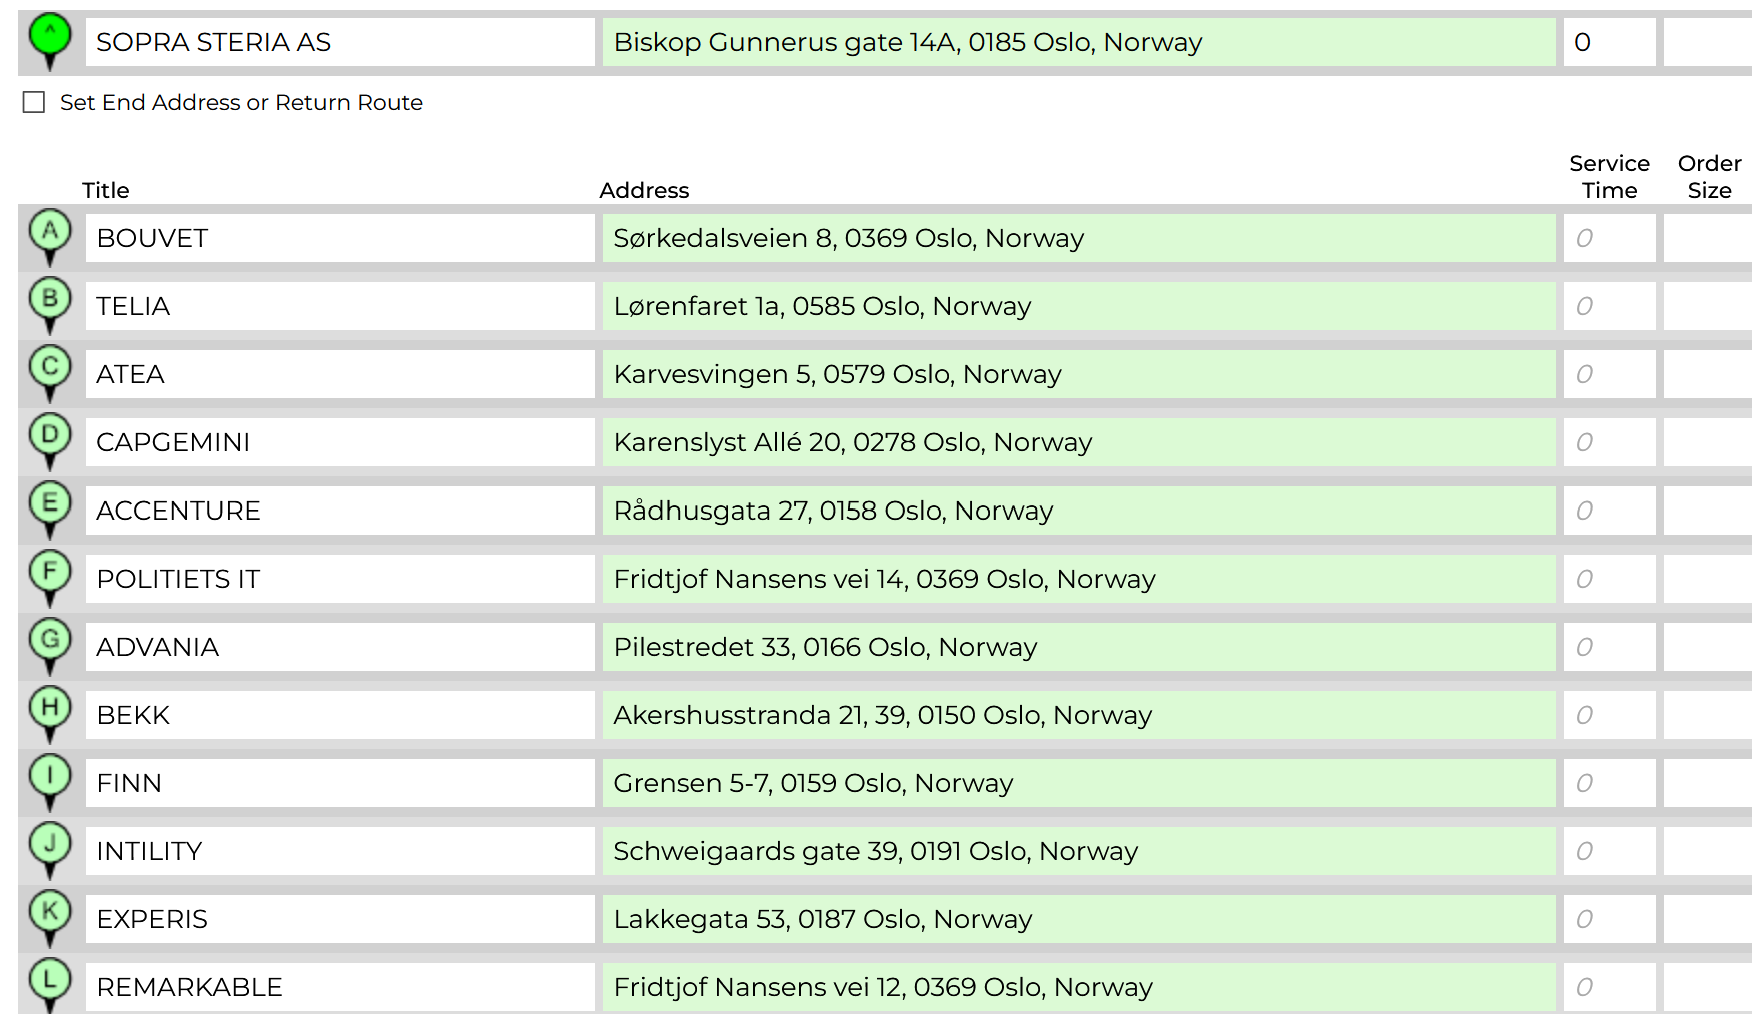 ^ SOPRA STERIA AS Biskop Gunnerus gate 14A, 0185 Oslo, Norway 0
Set End Address or Return Route
Title Address Service Time Order Size
A BOUVET Sørkedalsveien 8, 0369 Oslo, Norway 0
B TELIA Lørenfaret 1a, 0585 Oslo, Norway 0
C ATEA Karvesvingen 5, 0579 Oslo, Norway 0
D CAPGEMINI Karenslyst Allé 20, 0278 Oslo, Norway 0
E ACCENTURE Rådhusgata 27, 0158 Oslo, Norway 0
F POLITIETS IT Fridtjof Nansens vei 14, 0369 Oslo, Norway 0
G ADVANIA Pilestredet 33, 0166 Oslo, Norway 0
H BEKK Akershusstranda 21, 39, 0150 Oslo, Norway 0
I FINN Grensen 5-7, 0159 Oslo, Norway 0
J INTILITY Schweigaards gate 39, 0191 Oslo, Norway 0
K EXPERIS Lakkegata 53, 0187 Oslo, Norway 0
L REMARKABLE Fridtjof Nansens vei 12, 0369 Oslo, Norway 0